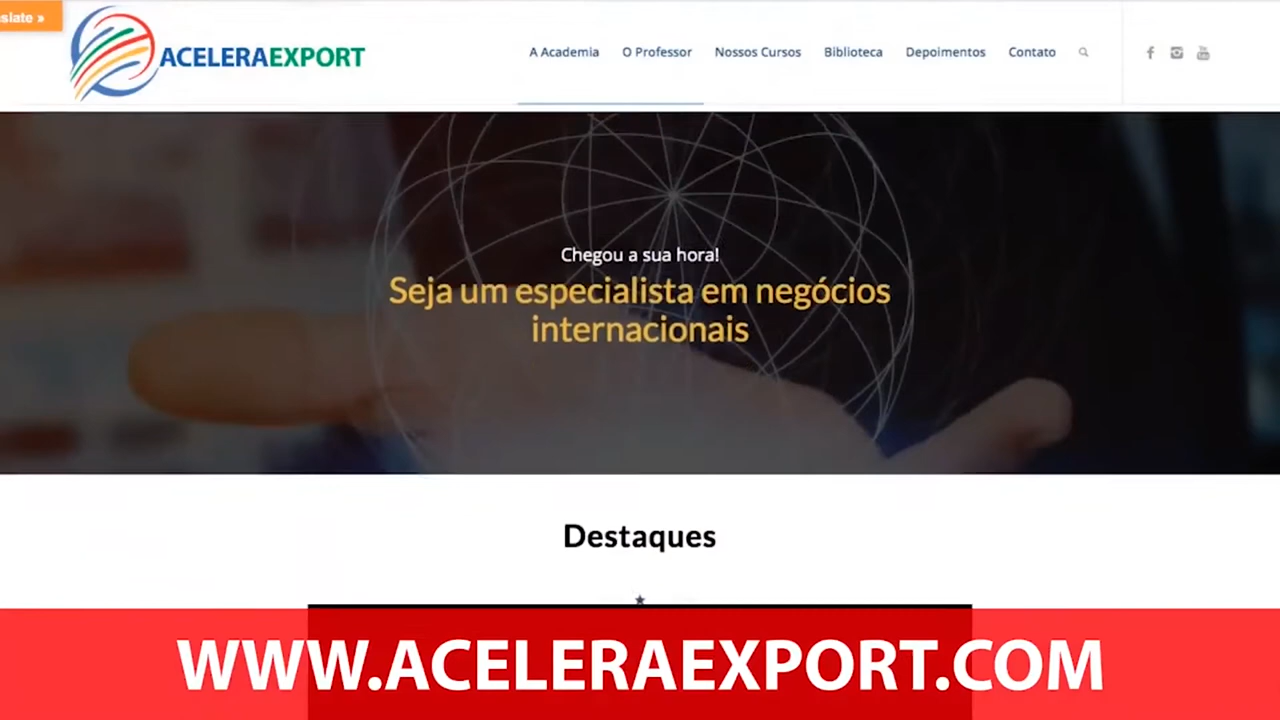 slate »
ACELERAEXPORT
A Academia
O Professor
Nossos Cursos
Biblioteca
Depoimentos
Contato
Chegou a sua hora!
Seja um especialista em negócios
internacionais
Destaques
WWW.ACELERAEXPORT.COM